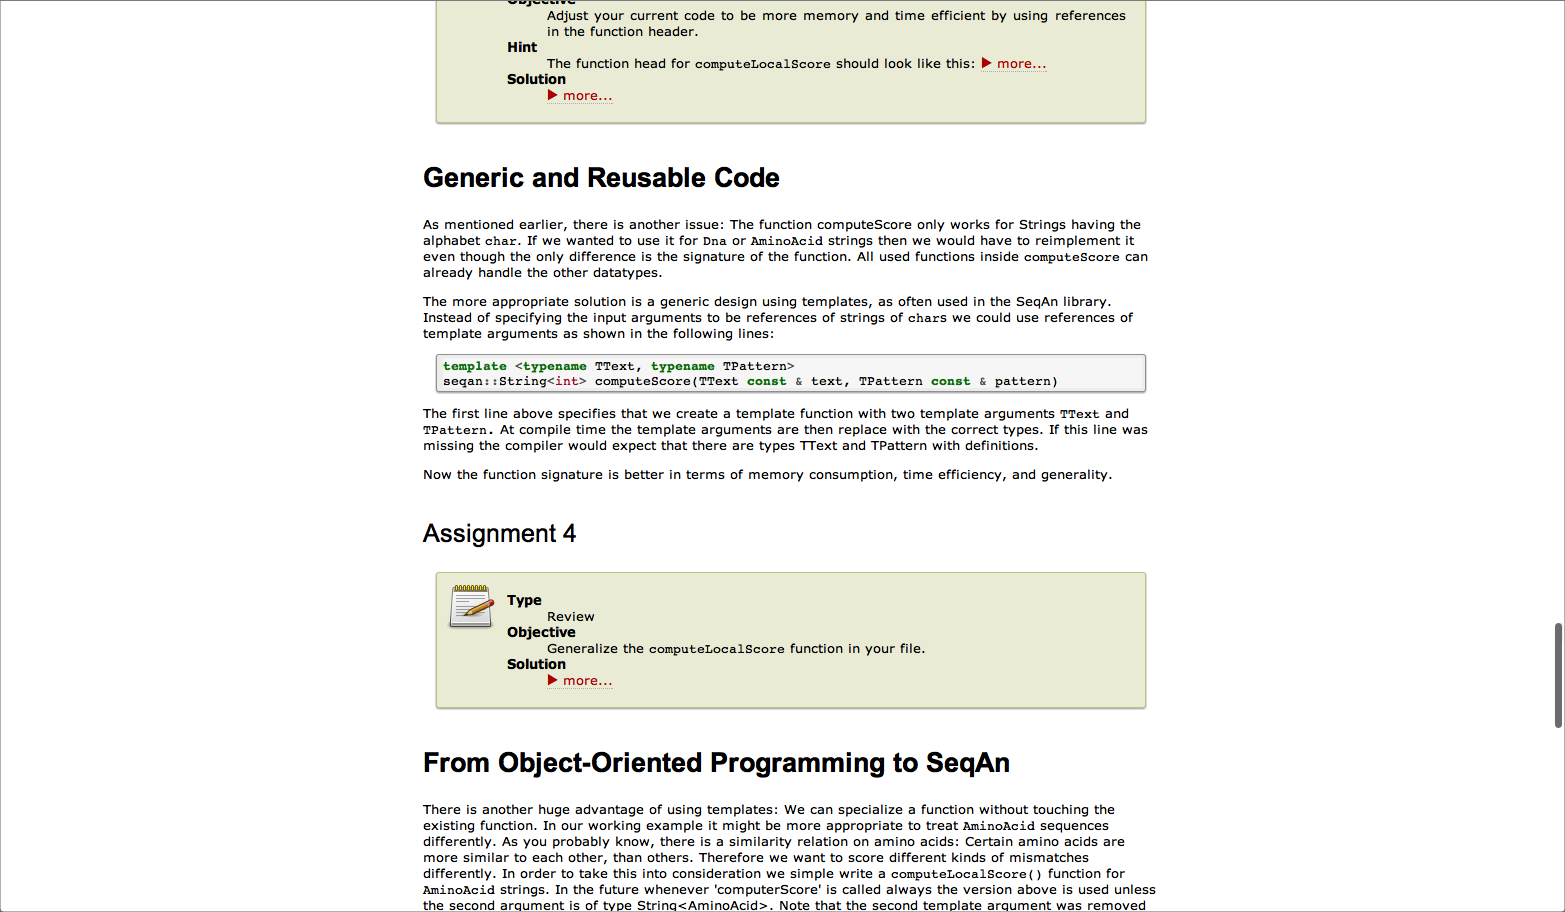 Objective
Adjust your current code to be more memory and time efficient by using references
in the function header.
Hint
The function head for computeLocalScore should look like this: ▶ more...
Solution
▶ more...
Generic and Reusable Code
As mentioned earlier, there is another issue: The function computeScore only works for Strings having the
alphabet char. If we wanted to use it for Dna or AminoAcid strings then we would have to reimplement it
even though the only difference is the signature of the function. All used functions inside computeScore can
already handle the other datatypes.
The more appropriate solution is a generic design using templates, as often used in the SeqAn library.
Instead of specifying the input arguments to be references of strings of chars we could use references of
template arguments as shown in the following lines:
template <typename TText, typename TPattern>
seqan::String<int> computeScore(TText const & text, TPattern const & pattern)
The first line above specifies that we create a template function with two template arguments TText and
TPattern. At compile time the template arguments are then replace with the correct types. If this line was
missing the compiler would expect that there are types TText and TPattern with definitions.
Now the function signature is better in terms of memory consumption, time efficiency, and generality.
Assignment 4
Type
Review
Objective
Generalize the computeLocalScore function in your file.
Solution
▶ more...
From Object-Oriented Programming to SeqAn
There is another huge advantage of using templates: We can specialize a function without touching the
existing function. In our working example it might be more appropriate to treat AminoAcid sequences
differently. As you probably know, there is a similarity relation on amino acids: Certain amino acids are
more similar to each other, than others. Therefore we want to score different kinds of mismatches
differently. In order to take this into consideration we simple write a computeLocalScore() function for
AminoAcid strings. In the future whenever 'computerScore' is called always the version above is used unless
the second argument is of type String<AminoAcid>. Note that the second template argument was removed